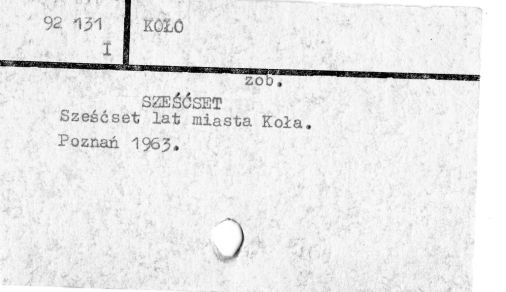 92 131
I
KOŁO
zob.
SZEŚĆSET
Sześćset lat miasta Koła.
Poznań 1963.